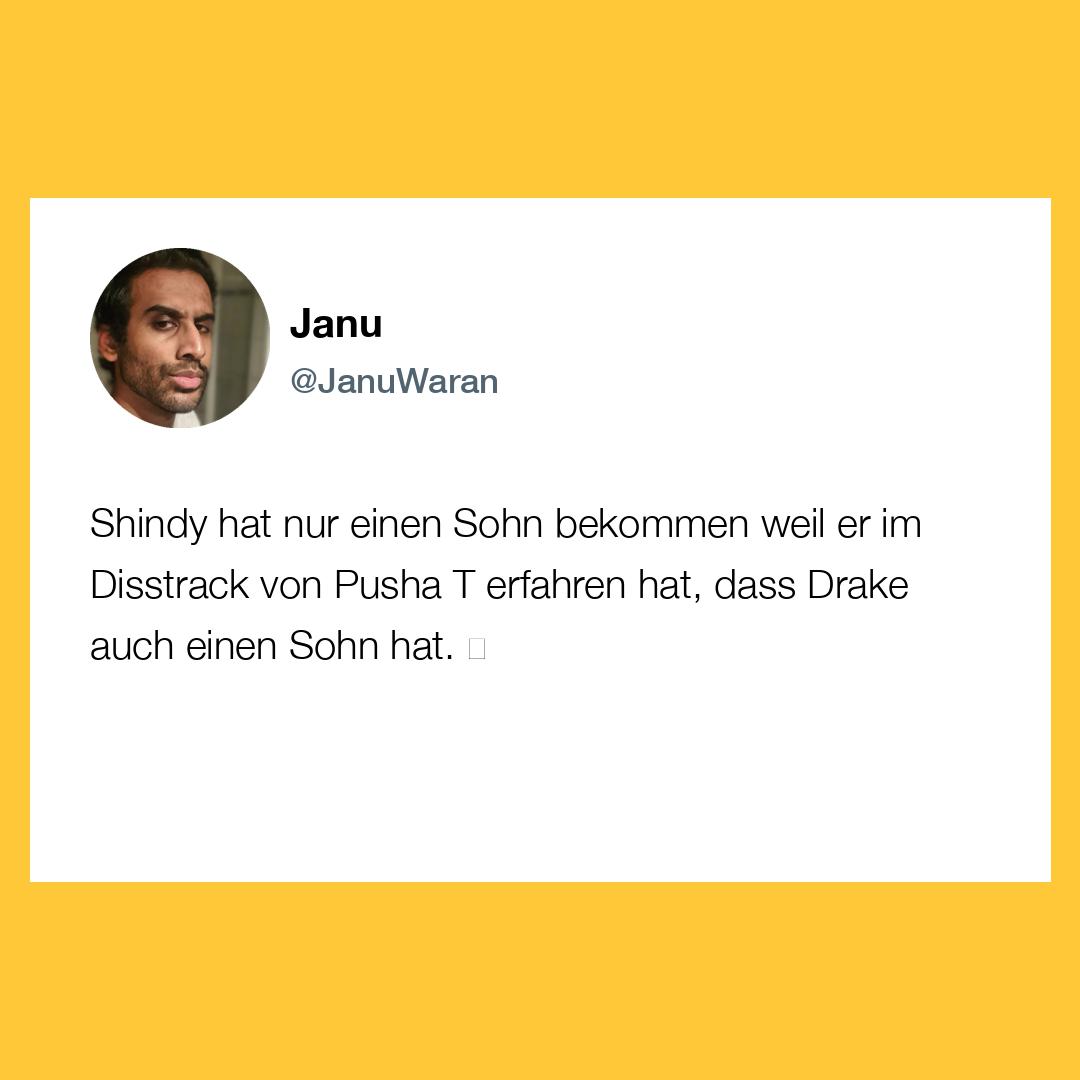 Janu
@JanuWaran
Shindy hat nur einen Sohn bekommen weil er im
Disstrack von Pusha T erfahren hat, dass Drake
auch einen Sohn hat.